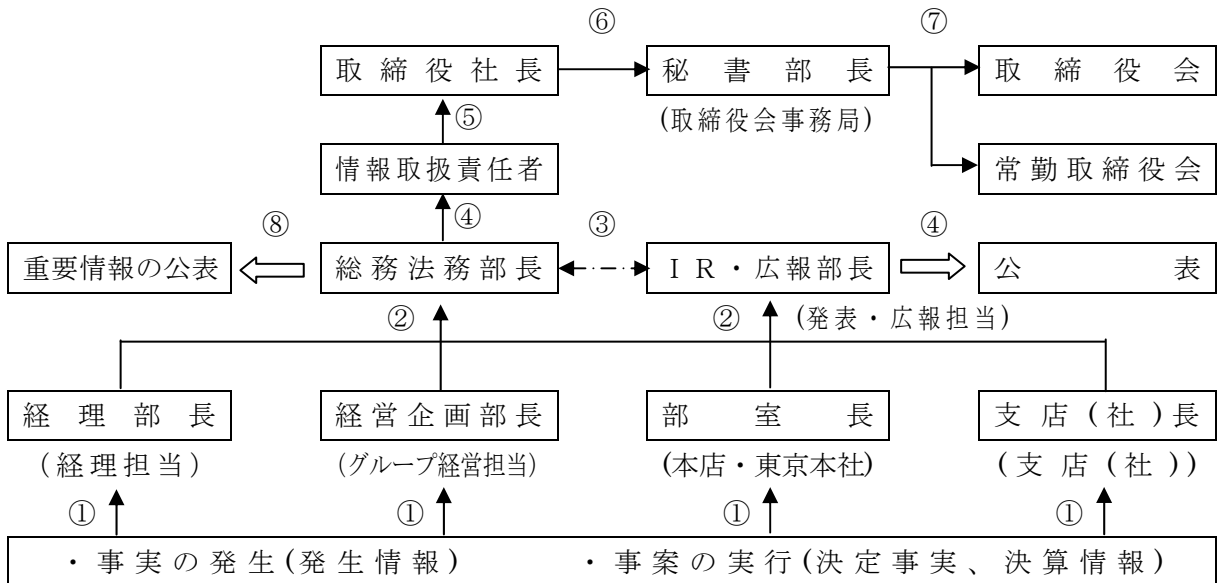 ⑥ ⑦
取締役社長 秘書部長 取締役会
⑤ (取締役会事務局)
情報取扱責任者 常勤取締役会
⑧ ④ ③ ④
重要情報の公表 総務法務部長 IR・広報部長 公表
② ② (発表・広報担当)
経理部長 経営企画部長 部室長 支店(社)長
(経理担当) (グループ経営担当) (本店・東京本社) (支店(社))
① ① ① ①
・事実の発生(発生情報) ・事案の実行(決定事実、決算情報)